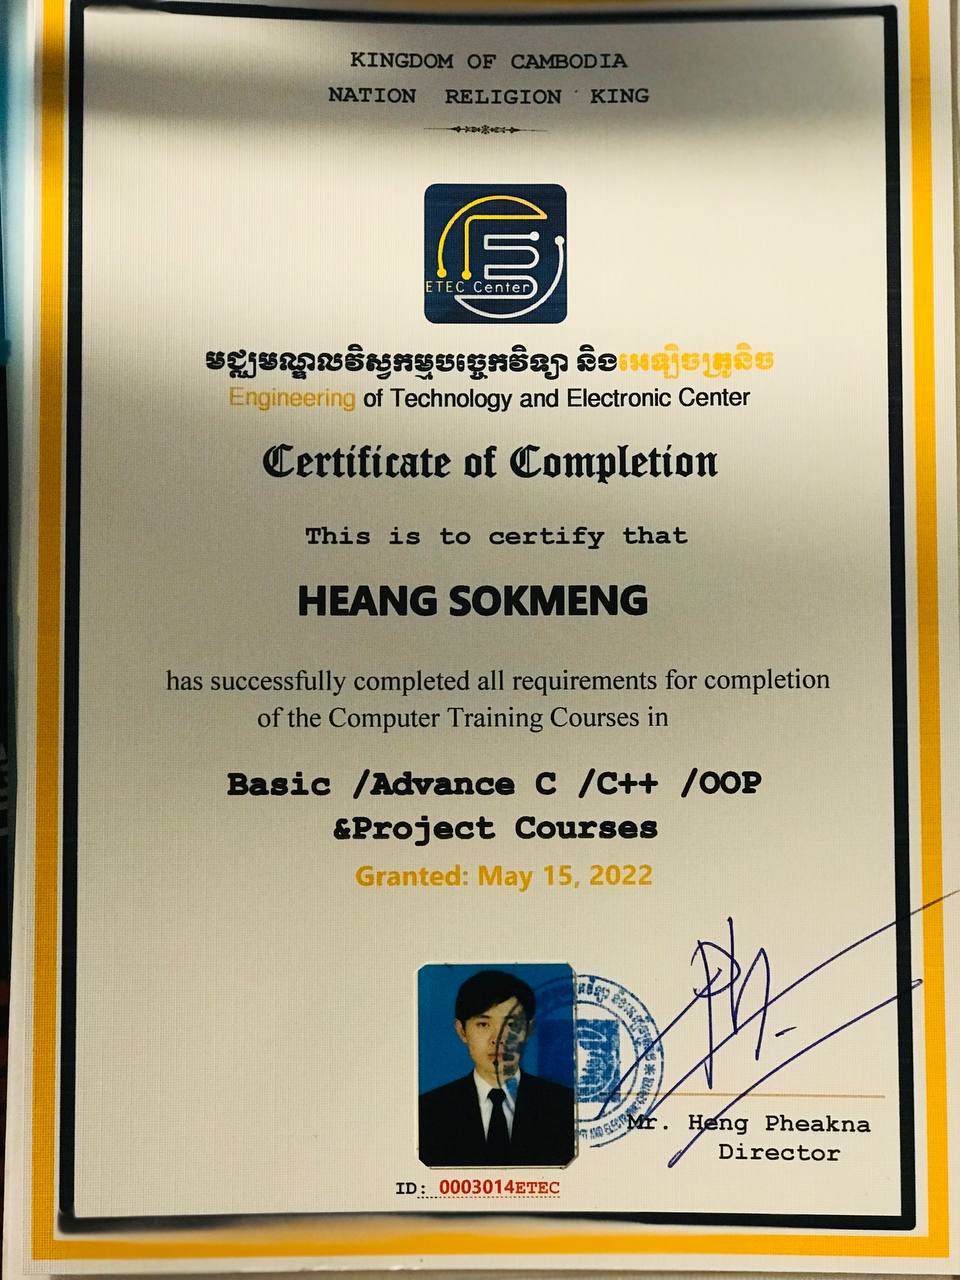 KINGDOM OF CAMBODIA
NATION RELIGION KING
ETEC Center
មជ្ឈមណ្ឌលវិស្វកម្មបច្ចេកវិទ្យា និងអេឡិចត្រូនិច
Engineering of Technology and Electronic Center
Certificate of Completion
This is to certify that
HEANG SOKMENG
has successfully completed all requirements for completion
of the Computer Training Courses in
Basic /Advance C /C++ /OOP
&Project Courses
Granted: May 15, 2022
Mr. Heng Pheakna
Director
ID: 0003014ETEC